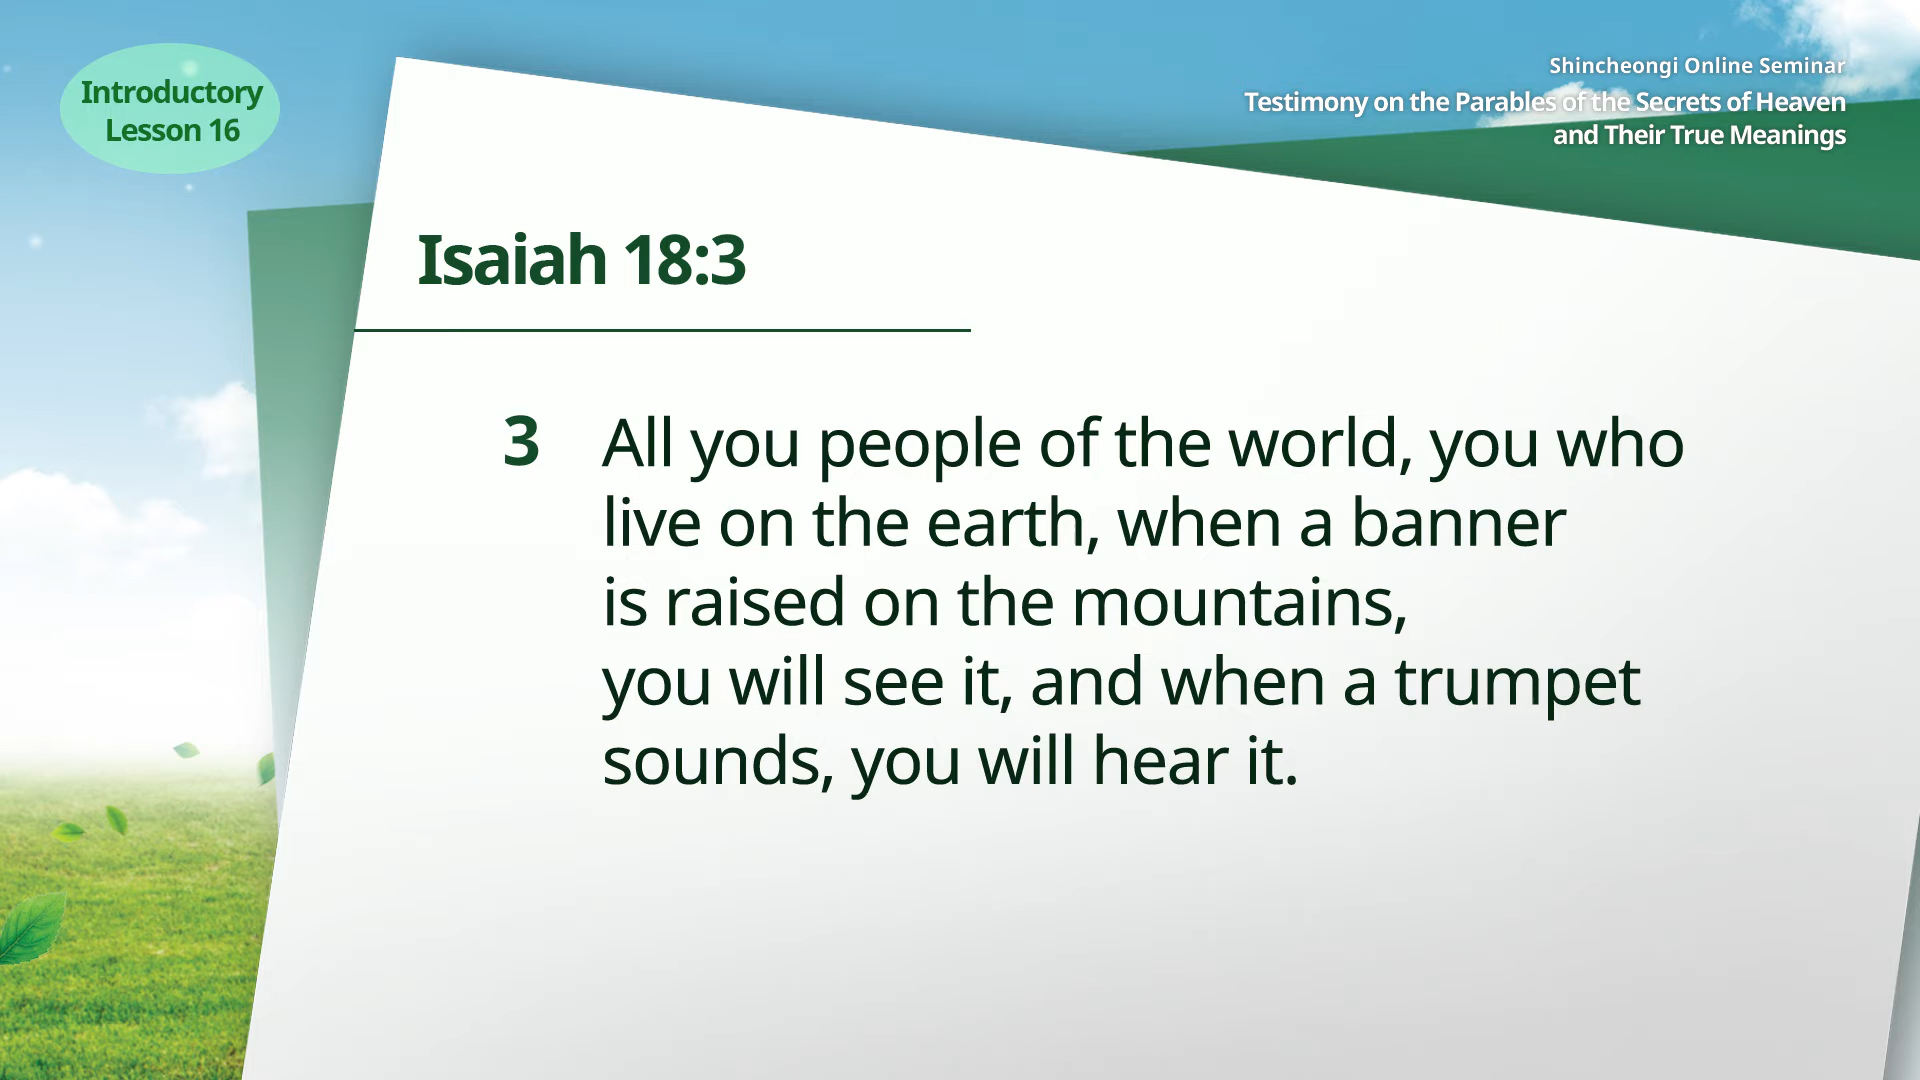 Introductory
Lesson 16
Shincheongi Online Seminar
Testimony on the Parables of the Secrets of Heaven
and Their True Meanings
Isaiah 18:3
3 All you people of the world, you who
live on the earth, when a banner
is raised on the mountains,
you will see it, and when a trumpet
sounds, you will hear it.